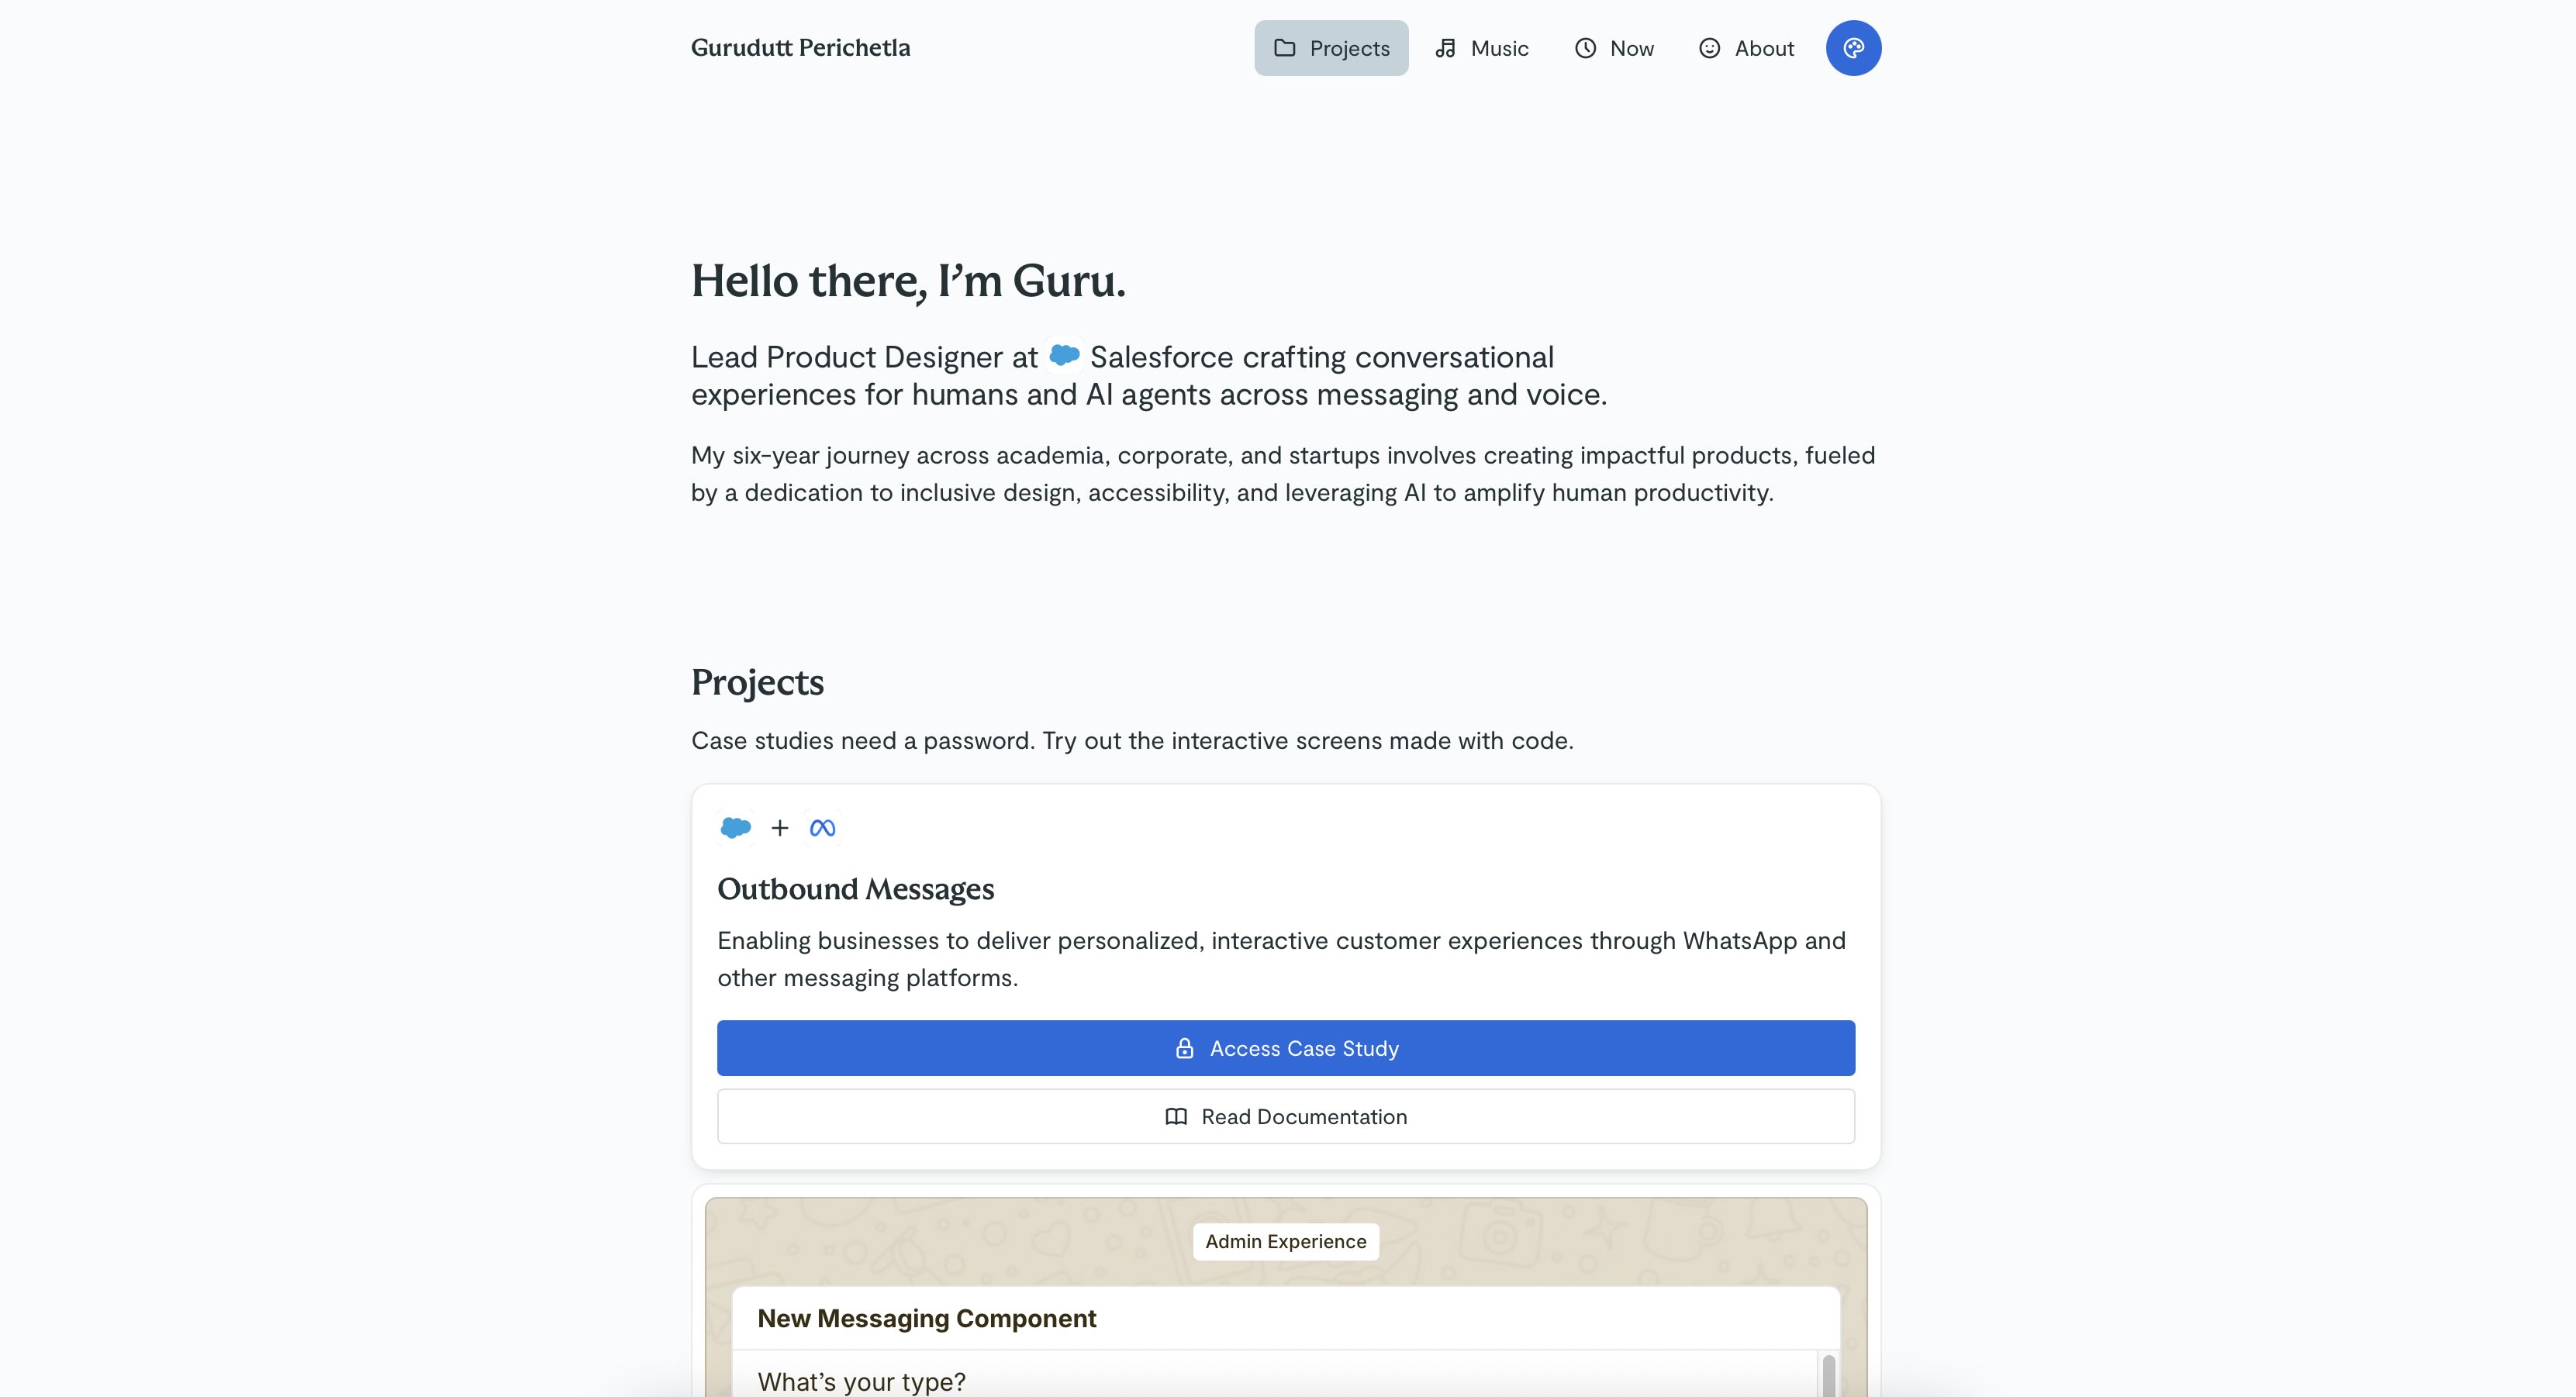 Gurudutt Perichetla
Projects
Music
Now
About
Hello there, I’m Guru.
Lead Product Designer at Salesforce crafting conversational
experiences for humans and AI agents across messaging and voice.
My six-year journey across academia, corporate, and startups involves creating impactful products, fueled
by a dedication to inclusive design, accessibility, and leveraging AI to amplify human productivity.
Projects
Case studies need a password. Try out the interactive screens made with code.
+
Outbound Messages
Enabling businesses to deliver personalized, interactive customer experiences through WhatsApp and
other messaging platforms.
Access Case Study
Read Documentation
Admin Experience
New Messaging Component
What’s your type?